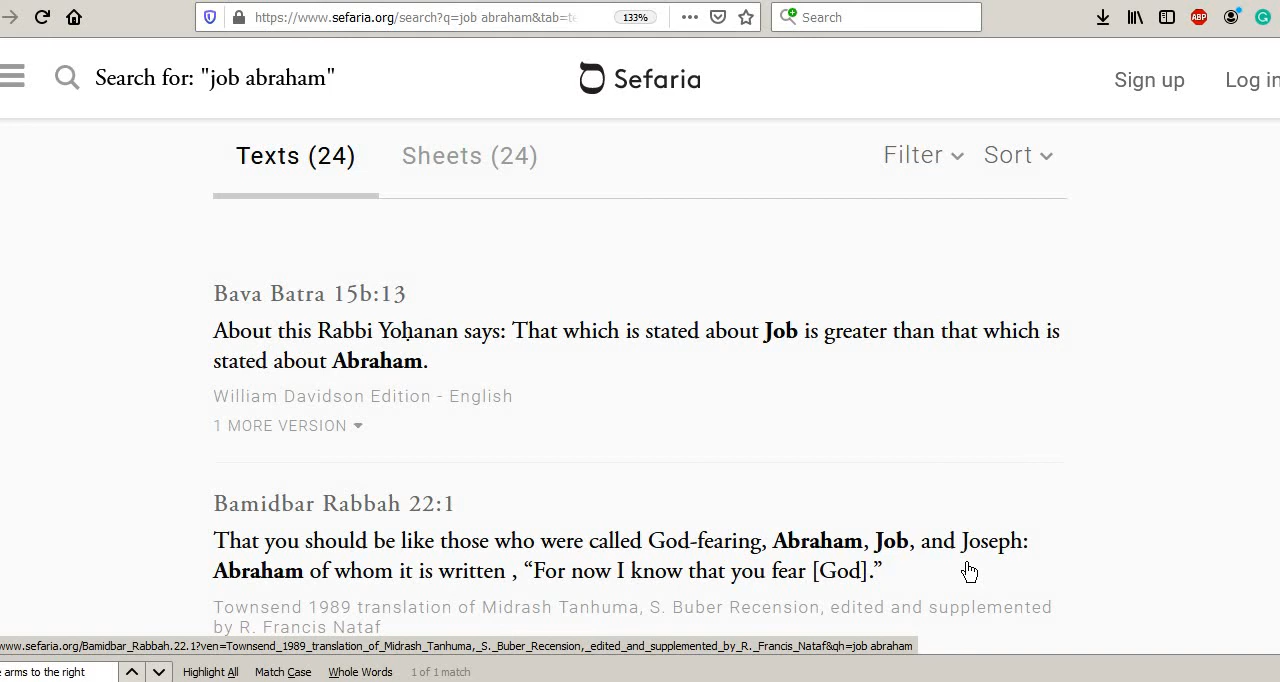 https://www.sefaria.org/search?q=job abraham&tab=te
133%
Search
ABP
Search for: "job abraham"
Sefaria
Sign up
Log in
Texts (24)
Sheets (24)
Filter
Sort
Bava Batra 15b:13
About this Rabbi Yoḥanan says: That which is stated about Job is greater than that which is
stated about Abraham.
William Davidson Edition - English
1 MORE VERSION
Bamidbar Rabbah 22:1
That you should be like those who were called God-fearing, Abraham, Job, and Joseph:
Abraham of whom it is written , “For now I know that you fear [God].”
Townsend 1989 translation of Midrash Tanhuma, S. Buber Recension, edited and supplemented
by R. Francis Nataf
www.sefaria.org/Bamidbar_Rabbah.22.1?ven=Townsend_1989_translation_of_Midrash_Tanhuma,_S._Buber_Recension,_edited_and_supplemented_by_R._Francis_Nataf&qh=job abraham
e arms to the right
Highlight All
Match Case
Whole Words
1 of 1 match